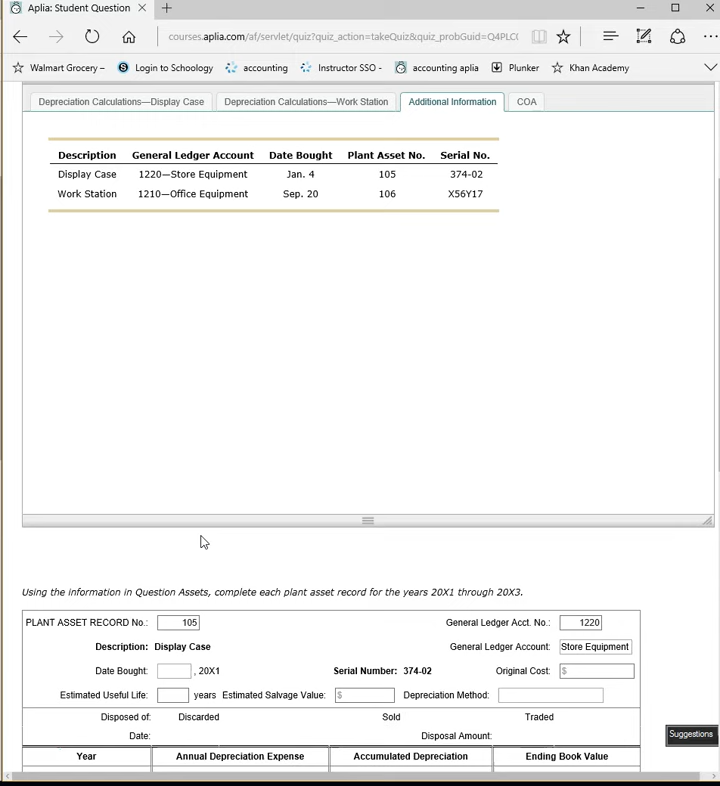 Aplia: Student Question
courses.aplia.com/af/servlet/quiz?quiz_action=takeQuiz&quiz_probGuid=Q4PLC
Walmart Grocery – Login to Schoology accounting Instructor SSO - accounting aplia Plunker Khan Academy
Depreciation Calculations—Display Case Depreciation Calculations—Work Station Additional Information COA
Description General Ledger Account Date Bought Plant Asset No. Serial No.
Display Case 1220—Store Equipment Jan. 4 105 374-02
Work Station 1210—Office Equipment Sep. 20 106 X56Y17
Using the information in Question Assets, complete each plant asset record for the years 20X1 through 20X3.
PLANT ASSET RECORD No.: 105 General Ledger Acct. No.: 1220
Description: Display Case General Ledger Account: Store Equipment
Date Bought: , 20X1 Serial Number: 374-02 Original Cost: $
Estimated Useful Life: years Estimated Salvage Value: $ Depreciation Method:
Disposed of: Discarded Sold Traded
Date: Disposal Amount:
Suggestions
Year Annual Depreciation Expense Accumulated Depreciation Ending Book Value